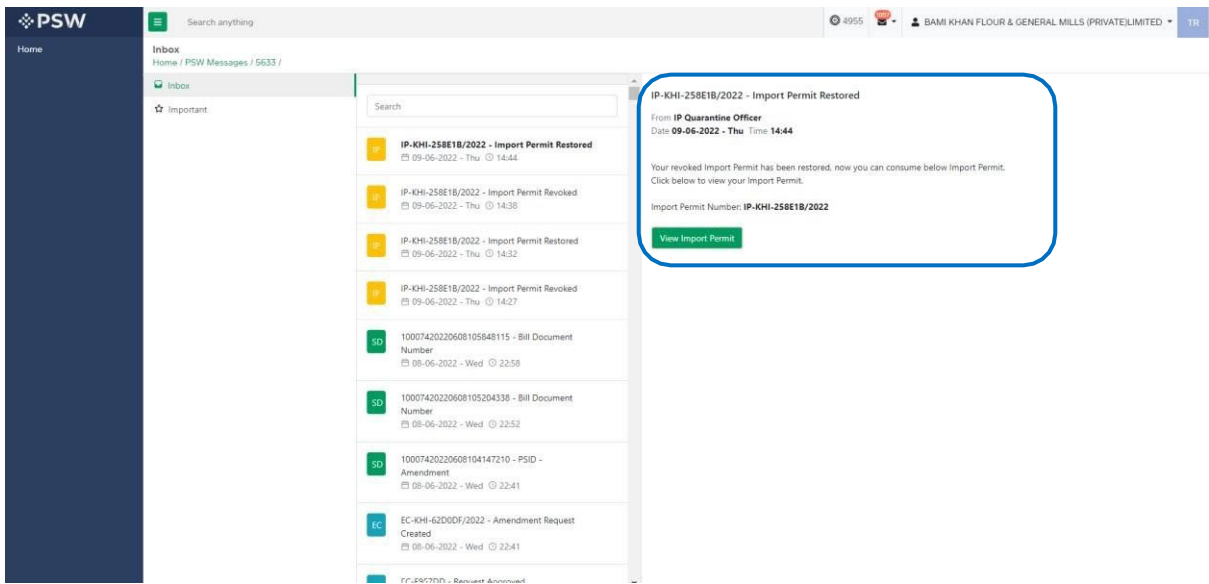 PSW
Search anything
4955
BAMI KHAN FLOUR & GENERAL MILLS (PRIVATE)LIMITED
TR
Home
Inbox
Home / PSW Messages / 5633 /
Inbox
Important
Search
IP
IP-KHI-258E1B/2022 - Import Permit Restored
09-06-2022 - Thu 14:44
IP
IP-KHI-258E1B/2022 - Import Permit Revoked
09-06-2022 - Thu 14:38
IP
IP-KHI-258E1B/2022 - Import Permit Restored
09-06-2022 - Thu 14:32
IP
IP-KHI-258E1B/2022 - Import Permit Revoked
09-06-2022 - Thu 14:27
SD
10007420220608105848115 - Bill Document
Number
08-06-2022 - Wed 22:58
SD
10007420220608105204338 - Bill Document
Number
08-06-2022 - Wed 22:52
SD
10007420220608104147210 - PSID -
Amendment
08-06-2022 - Wed 22:41
EC
EC-KHI-62D0DF/2022 - Amendment Request
Created
08-06-2022 - Wed 22:41
Request Approved
IP-KHI-258E1B/2022 - Import Permit Restored
From IP Quarantine Officer
Date 09-06-2022 - Thu Time 14:44
Your revoked Import Permit has been restored, now you can consume below Import Permit.
Click below to view your Import Permit.
Import Permit Number: IP-KHI-258E1B/2022
View Import Permit